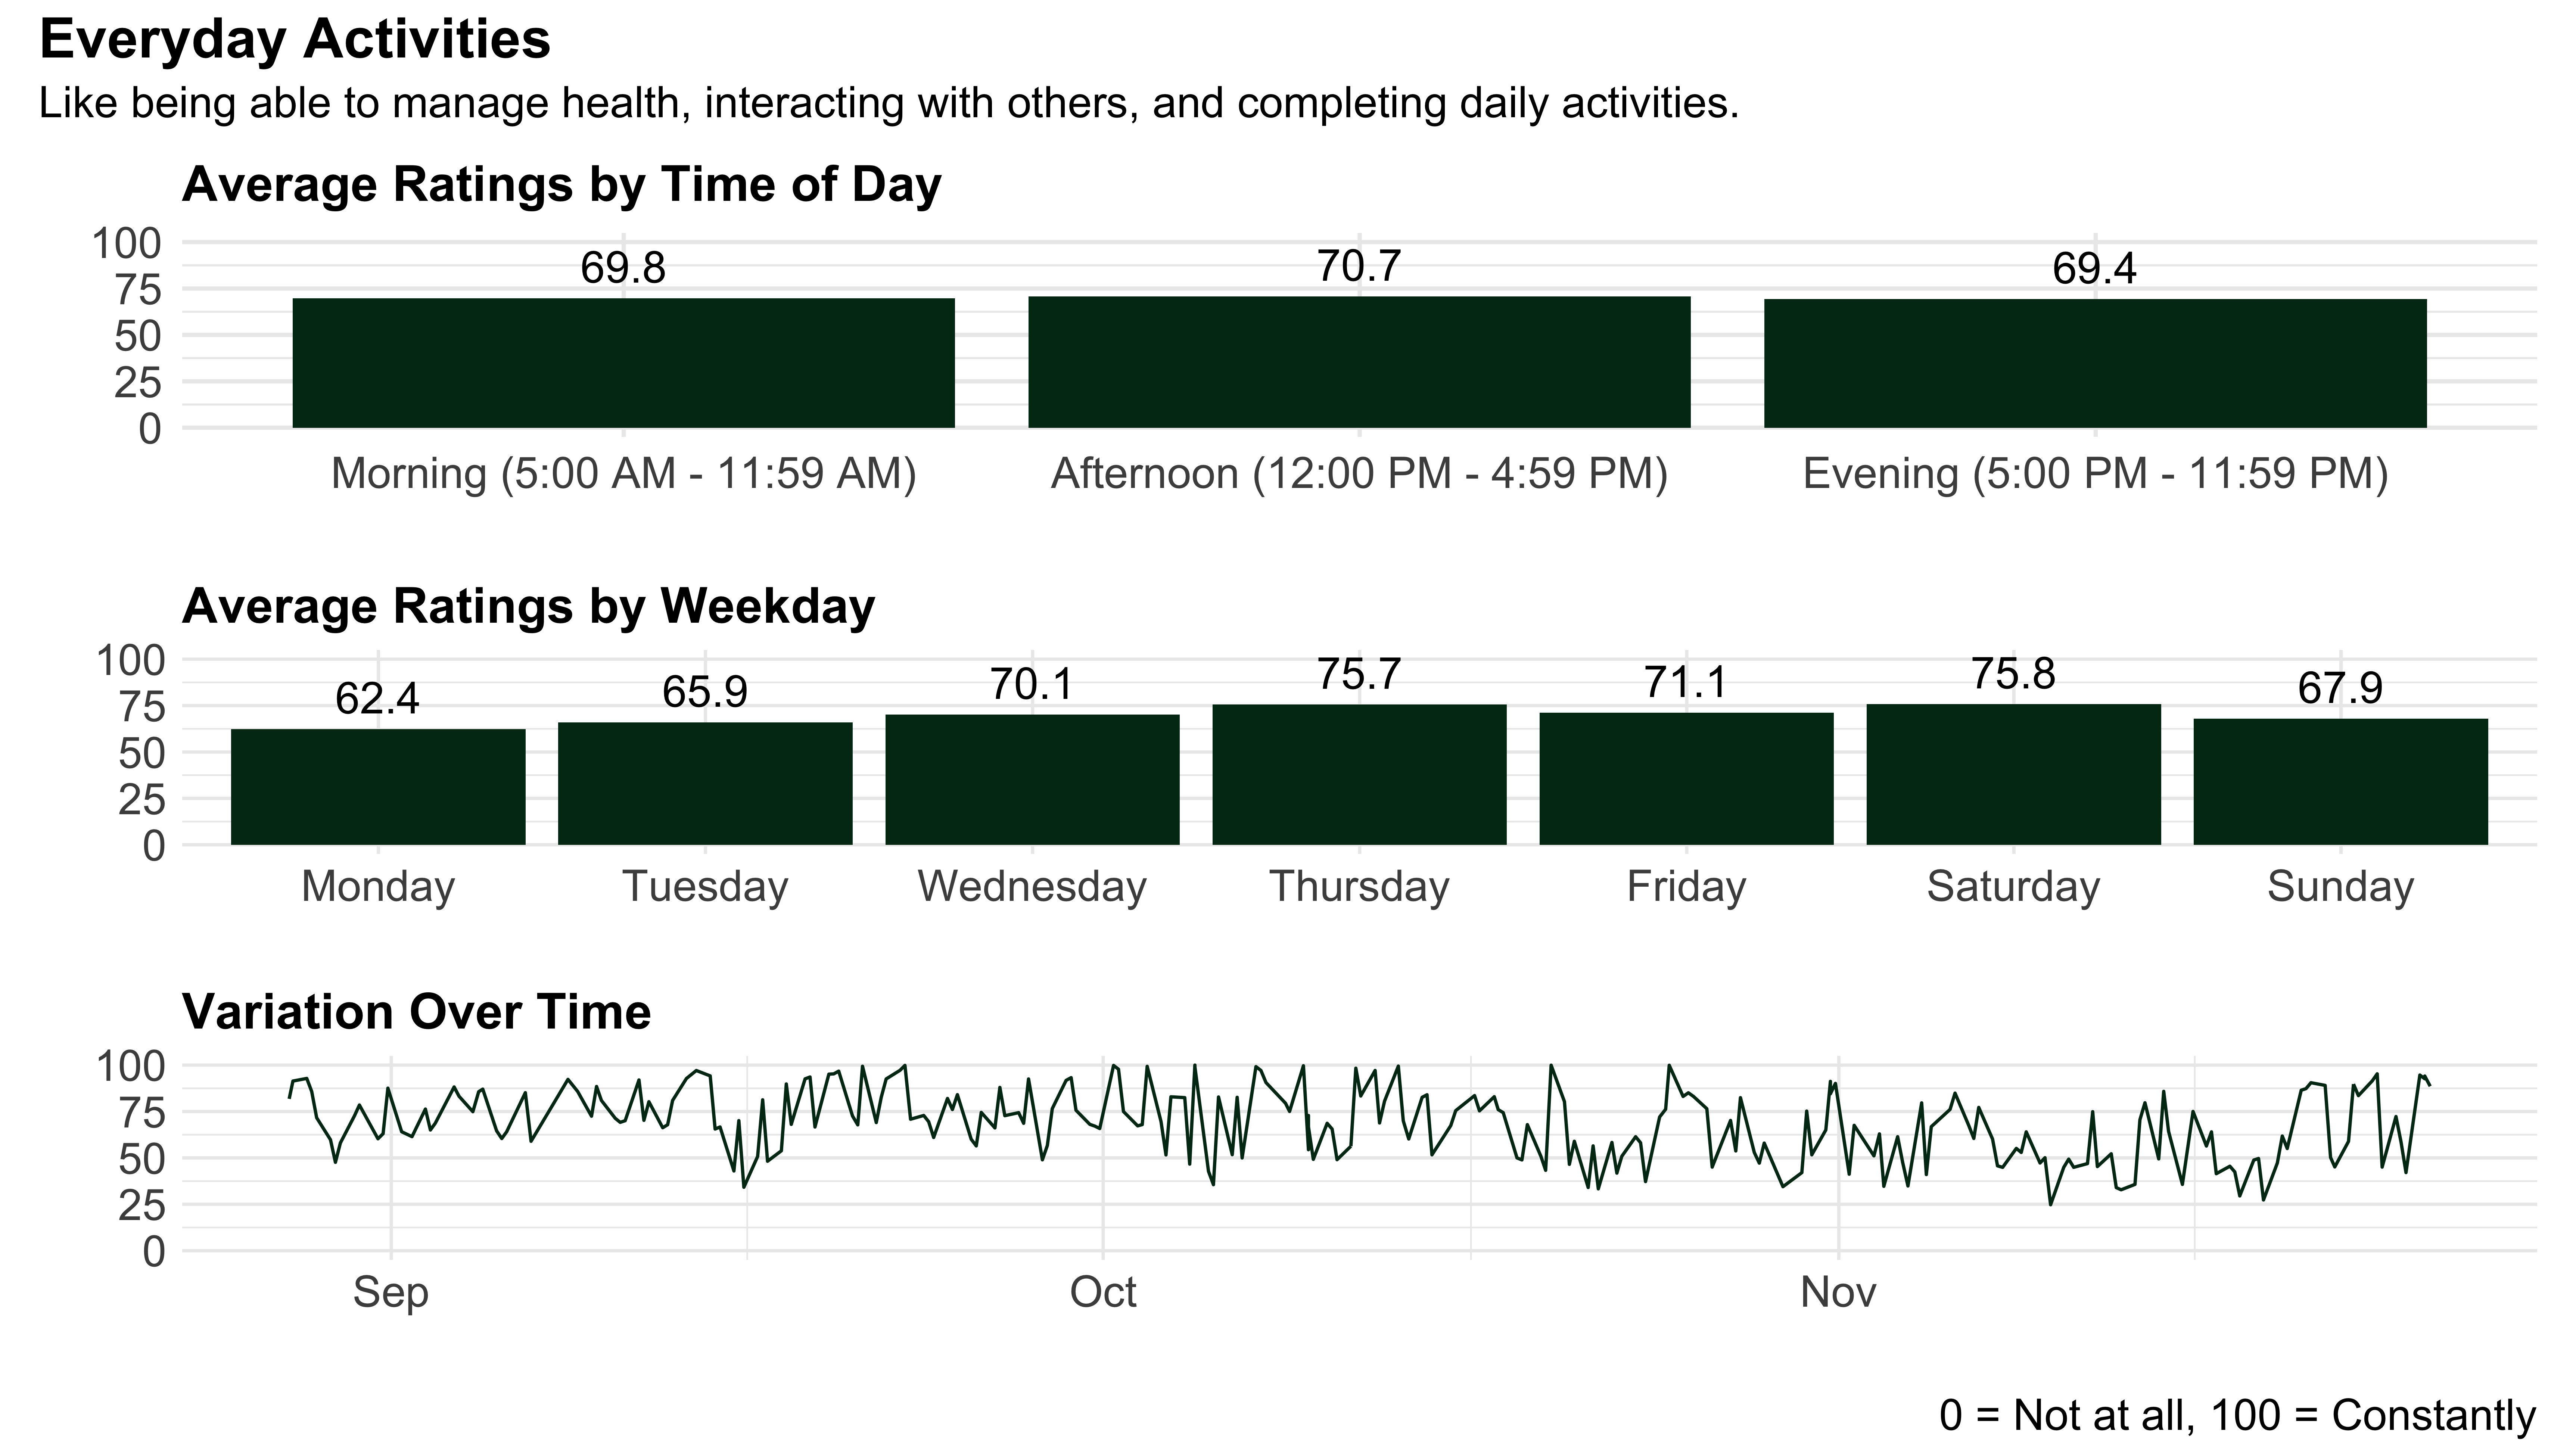 Everyday Activities
Like being able to manage health, interacting with others, and completing daily activities.
Average Ratings by Time of Day
100
75
50
25
0
69.8 70.7 69.4
Morning (5:00 AM - 11:59 AM) Afternoon (12:00 PM - 4:59 PM) Evening (5:00 PM - 11:59 PM)
Average Ratings by Weekday
100
75
50
25
0
62.4 65.9 70.1 75.7 71.1 75.8 67.9
Monday Tuesday Wednesday Thursday Friday Saturday Sunday
Variation Over Time
100
75
50
25
0
Sep Oct Nov
0 = Not at all, 100 = Constantly